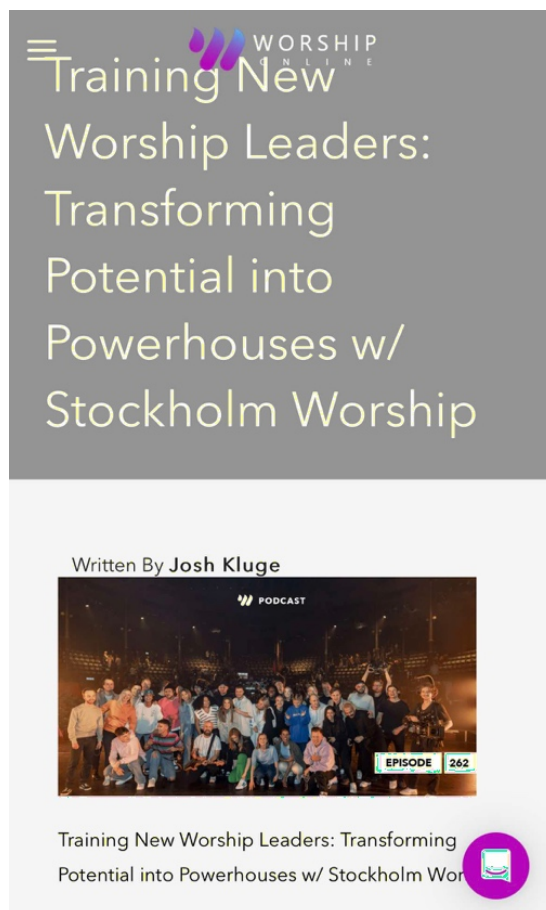 WORSHIP
ONLINE
Training New
Worship Leaders:
Transforming
Potential into
Powerhouses w/
Stockholm Worship
Written By Josh Kluge
PODCAST
EPISODE 262
Training New Worship Leaders: Transforming
Potential into Powerhouses w/ Stockholm Wor